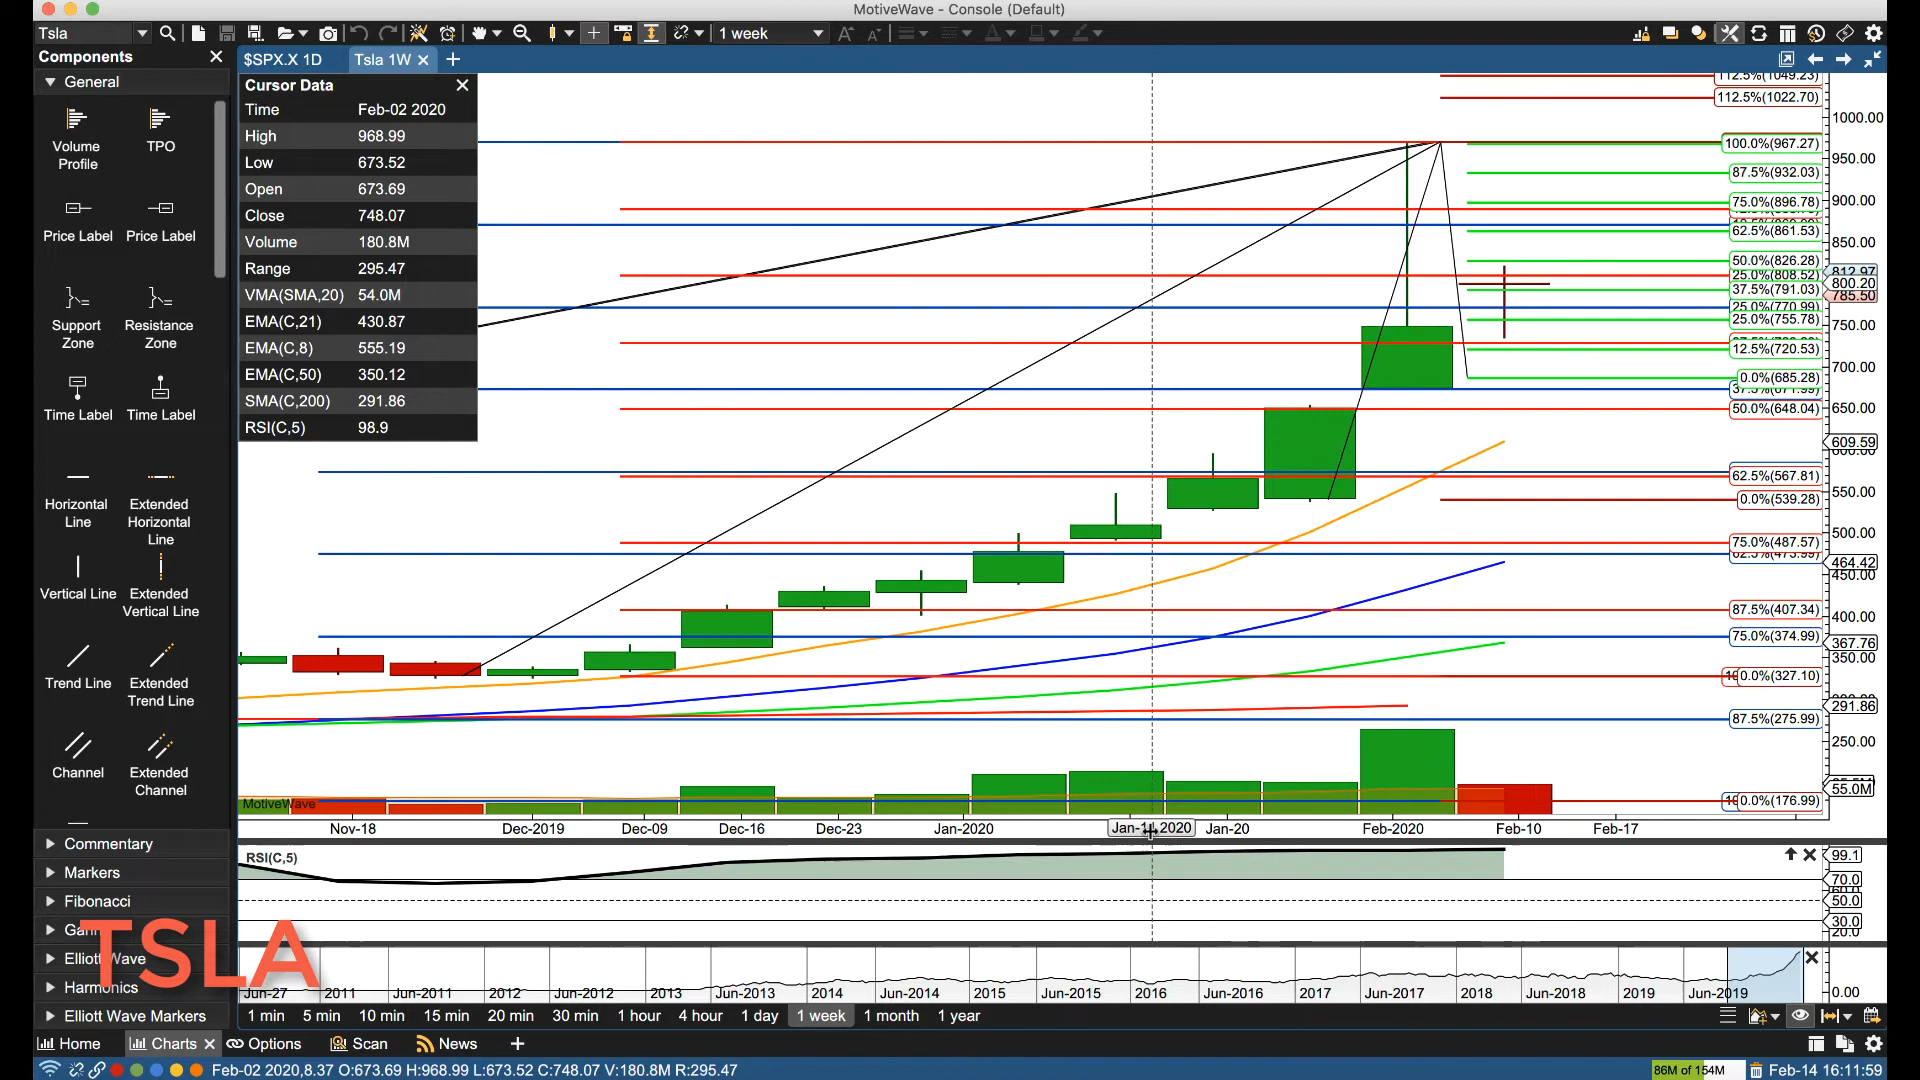 MotiveWave - Console (Default)
Tsla
1 week
Components
$SPX.X 1D
Tsla 1W
General
Volume Profile
TPO
Price Label
Price Label
Support Zone
Resistance Zone
Time Label
Time Label
Horizontal Line
Extended Horizontal Line
Vertical Line
Extended Vertical Line
Trend Line
Extended Trend Line
Channel
Extended Channel
Commentary
Markers
Fibonacci
Elliott Wave
Harmonics
Elliott Wave Markers
TSLA
Cursor Data
Time Feb-02 2020
High 968.99
Low 673.52
Open 673.69
Close 748.07
Volume 180.8M
Range 295.47
VMA(SMA,20) 54.0M
EMA(C,21) 430.87
EMA(C,8) 555.19
EMA(C,50) 350.12
SMA(C,200) 291.86
RSI(C,5) 98.9
112.5%(1049.23)
112.5%(1022.70)
100.0%(967.27)
87.5%(932.03)
75.0%(896.78)
62.5%(861.53)
50.0%(826.28)
25.0%(808.52)
37.5%(791.03)
25.0%(770.99)
25.0%(755.78)
12.5%(720.53)
0.0%(685.28)
50.0%(648.04)
62.5%(567.81)
0.0%(539.28)
75.0%(487.57)
87.5%(407.34)
75.0%(374.99)
0.0%(327.10)
87.5%(275.99)
0.0%(176.99)
1000.00
950.00
900.00
850.00
812.97
800.20
785.50
750.00
700.00
650.00
609.59
550.00
500.00
464.42
450.00
400.00
367.76
350.00
291.86
250.00
55.0M
MotiveWave
Nov-18
Dec-2019
Dec-09
Dec-16
Dec-23
Jan-2020
Jan-20
Feb-2020
Feb-10
Feb-17
RSI(C,5)
99.1
70.0
50.0
30.0
20.0
Jun-27
2011
Jun-2011
2012
Jun-2012
2013
Jun-2013
2014
Jun-2014
2015
Jun-2015
2016
Jun-2016
2017
Jun-2017
2018
Jun-2018
2019
Jun-2019
0.00
1 min
5 min
10 min
15 min
20 min
30 min
1 hour
4 hour
1 day
1 week
1 month
1 year
Home
Charts
Options
Scan
News
Feb-02 2020,8.37 O:673.69 H:968.99 L:673.52 C:748.07 V:180.8M R:295.47
86M of 154M
Feb-14 16:11:59